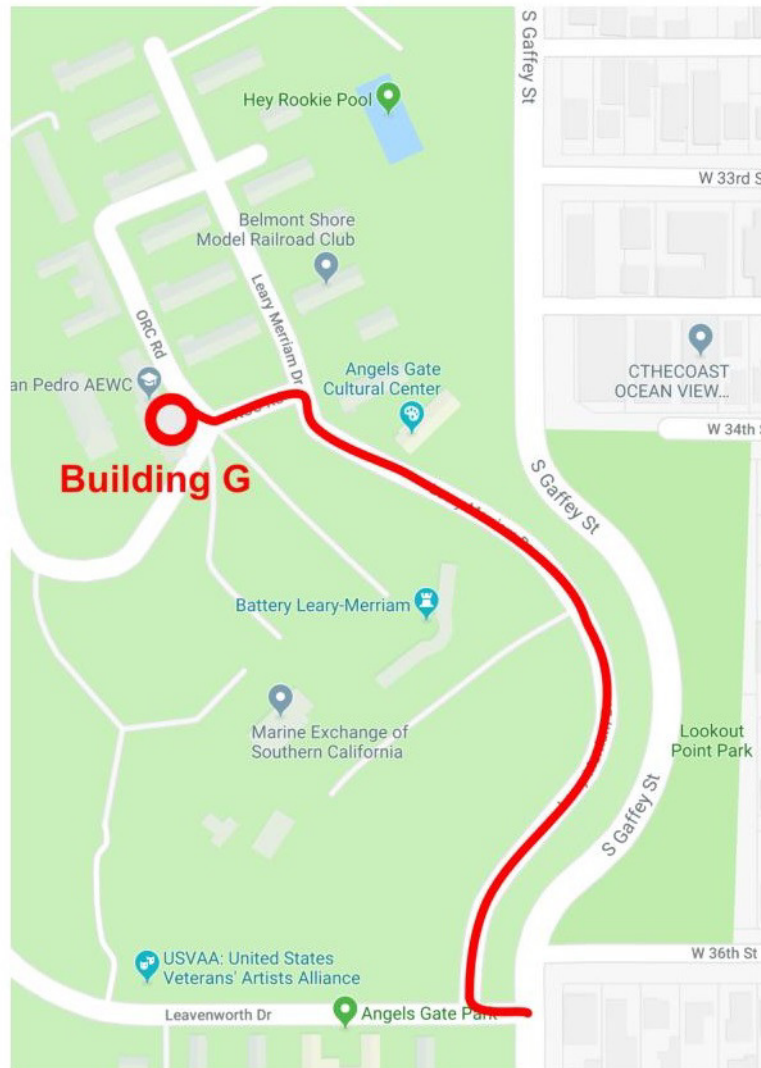 S Gaffey St
Hey Rookie Pool
W 33rd S
Belmont Shore
Model Railroad Club
Leary Merriam Dr
ORC Rd
an Pedro AEWC
Angels Gate
Cultural Center
CTHECOAST
OCEAN VIEW...
W 34th S
Building G
S Gaffey St
Battery Leary-Merriam
Marine Exchange of
Southern California
Lookout
Point Park
S Gaffey St
W 36th St
USVAA: United States
Veterans' Artists Alliance
Leavenworth Dr
Angels Gate Park